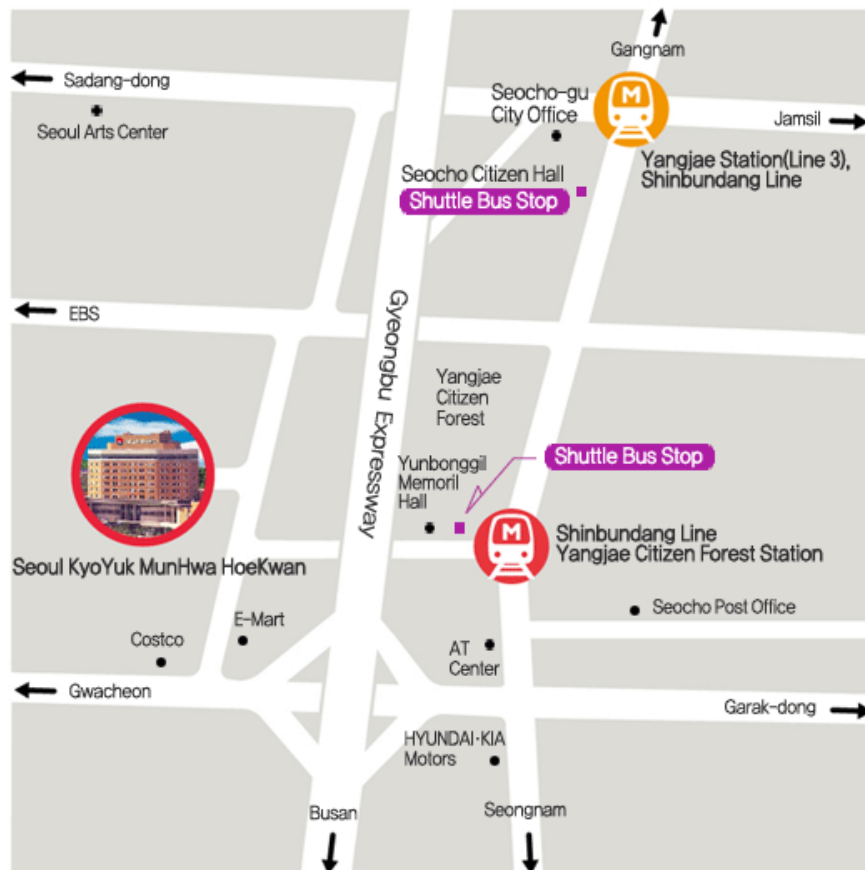 Gangnam
Sadang-dong
Seoul Arts Center
Seocho-gu
City Office
M
Jamsil
Yangjae Station(Line 3),
Shinbundang Line
Seocho Citizen Hall
Shuttle Bus Stop
EBS
Gyeongbu Expressway
Yangjae
Citizen
Forest
Shuttle Bus Stop
Yunbonggil
Memoril
Hall
M
Shinbundang Line
Yangjae Citizen Forest Station
Seoul KyoYuk MunHwa HoeKwan
Seocho Post Office
E-Mart
Costco
AT
Center
Gwacheon
Garak-dong
HYUNDAI·KIA
Motors
Busan
Seongnam